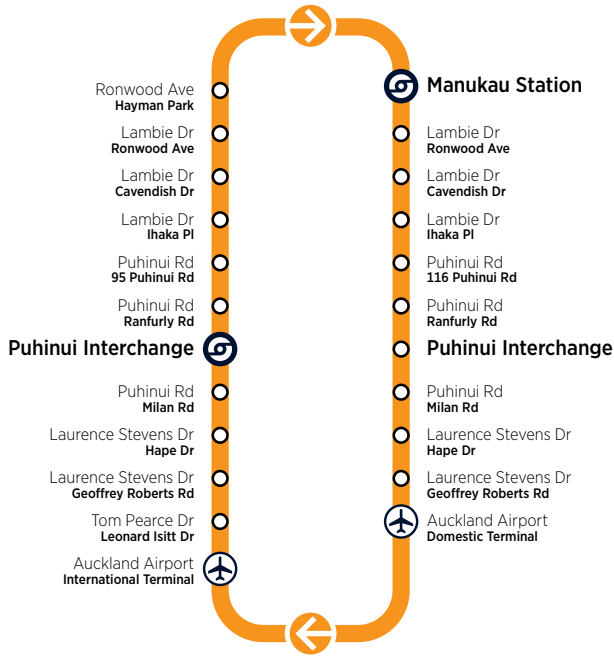 Ronwood Ave
Hayman Park
Lambie Dr
Ronwood Ave
Lambie Dr
Cavendish Dr
Lambie Dr
Ihaka Pl
Puhinui Rd
95 Puhinui Rd
Puhinui Rd
Ranfurly Rd
Puhinui Interchange
Puhinui Rd
Milan Rd
Laurence Stevens Dr
Hape Dr
Laurence Stevens Dr
Geoffrey Roberts Rd
Tom Pearce Dr
Leonard Isitt Dr
Auckland Airport
International Terminal
Manukau Station
Lambie Dr
Ronwood Ave
Lambie Dr
Cavendish Dr
Lambie Dr
Ihaka Pl
Puhinui Rd
116 Puhinui Rd
Puhinui Rd
Ranfurly Rd
Puhinui Interchange
Puhinui Rd
Milan Rd
Laurence Stevens Dr
Hape Dr
Laurence Stevens Dr
Geoffrey Roberts Rd
Auckland Airport
Domestic Terminal